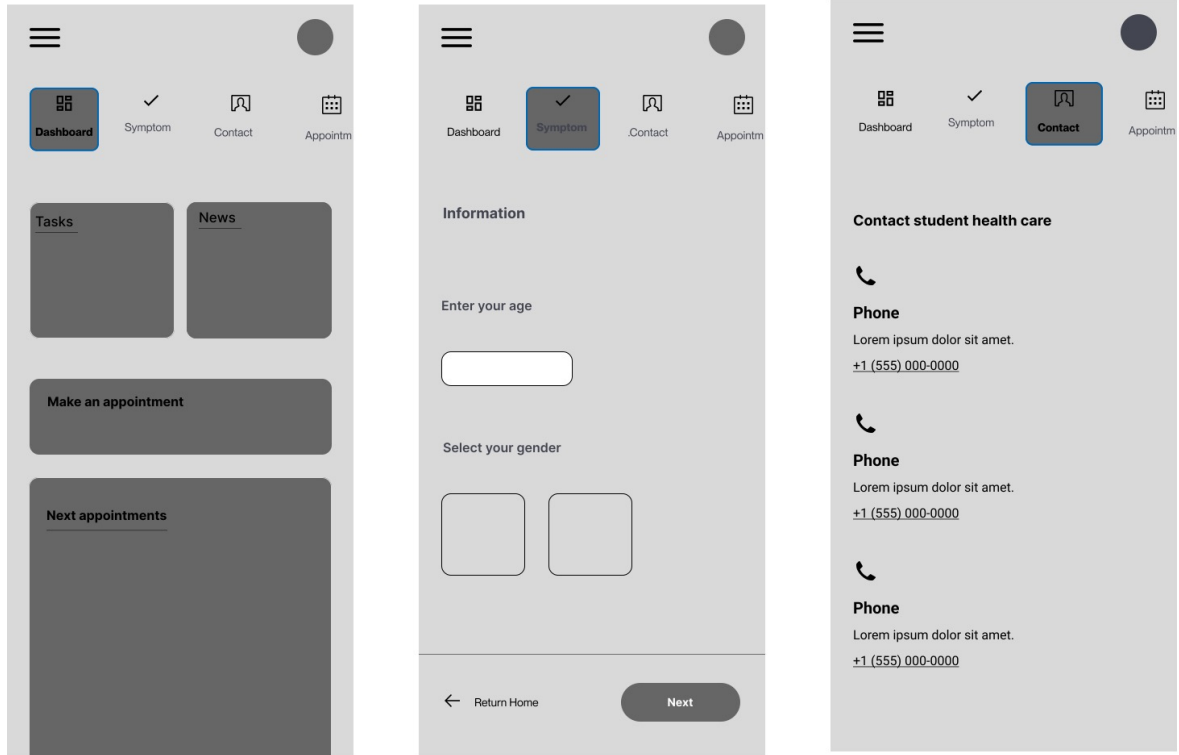 Dashboard
Symptom
Contact
Appointm
Tasks
News
Make an appointment
Next appointments
Dashboard
Symptom
.Contact
Appointm
Information
Enter your age
Select your gender
Return Home
Next
Dashboard
Symptom
Contact
Appointm
Contact student health care
Phone
Lorem ipsum dolor sit amet.
+1 (555) 000-0000
Phone
Lorem ipsum dolor sit amet.
+1 (555) 000-0000
Phone
Lorem ipsum dolor sit amet.
+1 (555) 000-0000